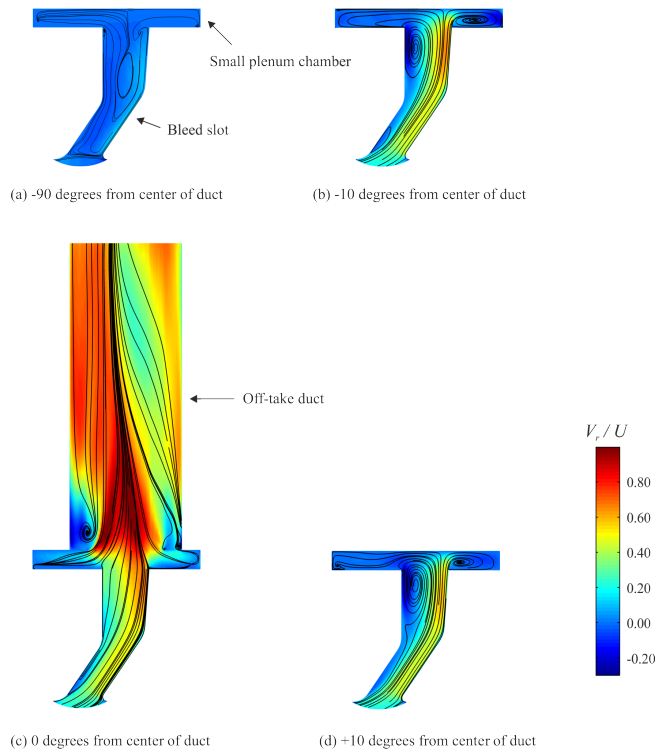 Small plenum chamber
Bleed slot
(a) -90 degrees from center of duct
(b) -10 degrees from center of duct
Off-take duct
V_r / U
0.80
0.60
0.40
0.20
0.00
-0.20
(c) 0 degrees from center of duct
(d) +10 degrees from center of duct